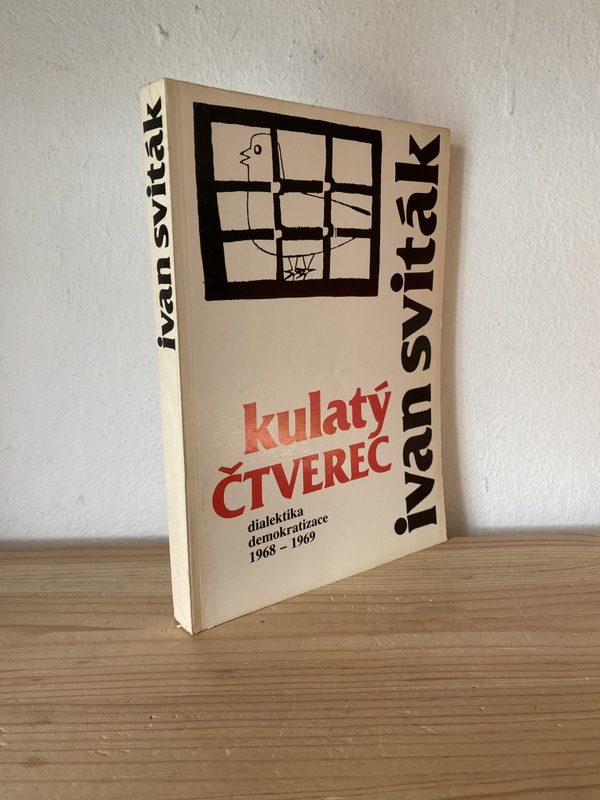 ivan sviták
ivan sviták
kulatý
ČTVEREC
dialektika
demokratizace
1968 – 1969